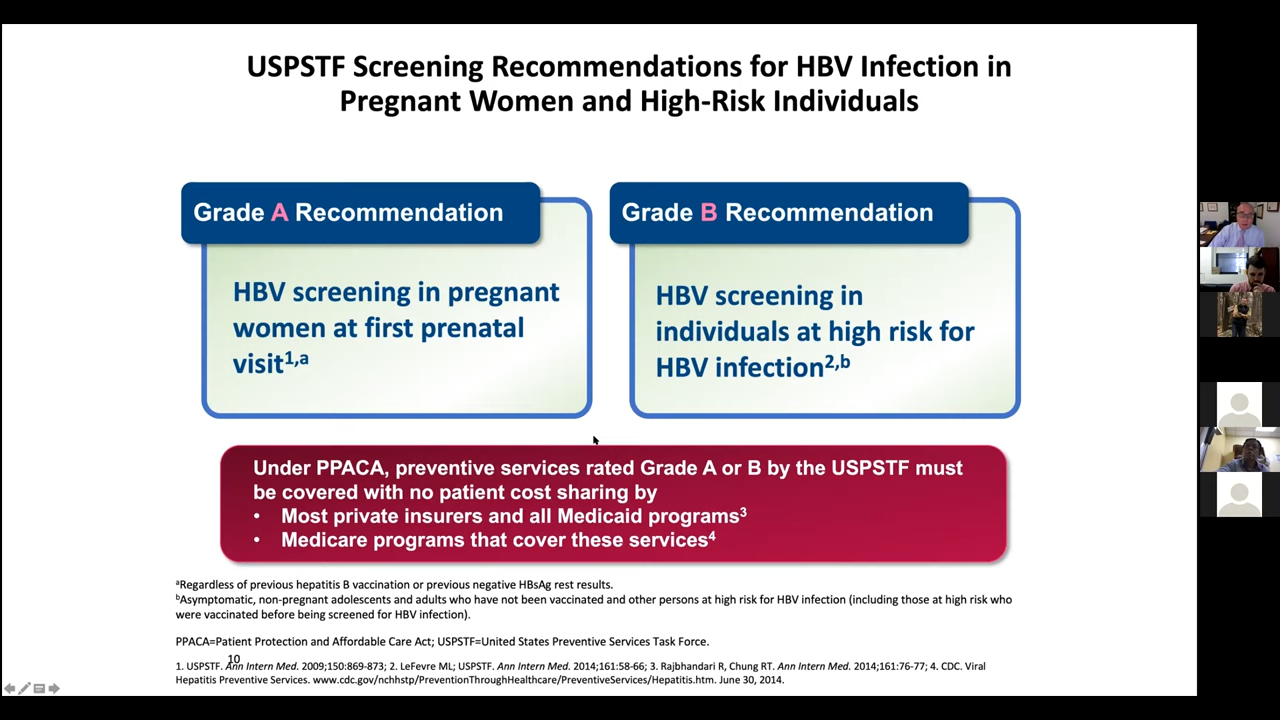 USPSTF Screening Recommendations for HBV Infection in
Pregnant Women and High-Risk Individuals
Grade A Recommendation
HBV screening in pregnant
women at first prenatal
visit1,a
Grade B Recommendation
HBV screening in
individuals at high risk for
HBV infection2,b
Under PPACA, preventive services rated Grade A or B by the USPSTF must
be covered with no patient cost sharing by
• Most private insurers and all Medicaid programs3
• Medicare programs that cover these services4
aRegardless of previous hepatitis B vaccination or previous negative HBsAg rest results.
bAsymptomatic, non-pregnant adolescents and adults who have not been vaccinated and other persons at high risk for HBV infection (including those at high risk who
were vaccinated before being screened for HBV infection).
PPACA=Patient Protection and Affordable Care Act; USPSTF=United States Preventive Services Task Force.
10
1. USPSTF. Ann Intern Med. 2009;150:869-873; 2. LeFevre ML; USPSTF. Ann Intern Med. 2014;161:58-66; 3. Rajbhandari R, Chung RT. Ann Intern Med. 2014;161:76-77; 4. CDC. Viral
Hepatitis Preventive Services. www.cdc.gov/nchhstp/PreventionThroughHealthcare/PreventiveServices/Hepatitis.htm. June 30, 2014.